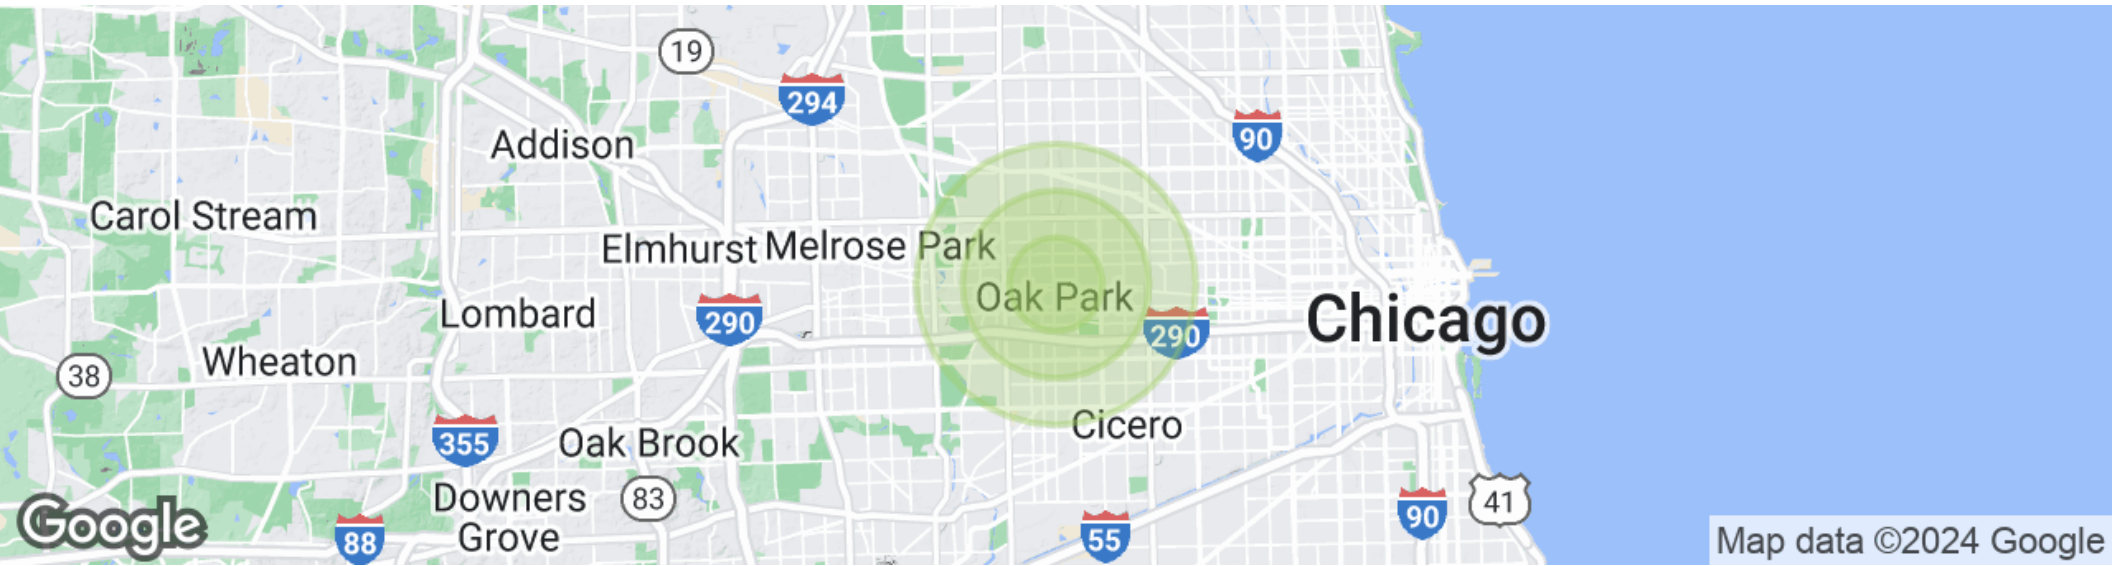 19
294
90
Addison
Carol Stream
Elmhurst
Melrose Park
Oak Park
Lombard
290
290
Chicago
Wheaton
38
Cicero
355
Oak Brook
Downers
Grove
83
41
90
55
88
Google
Map data ©2024 Google